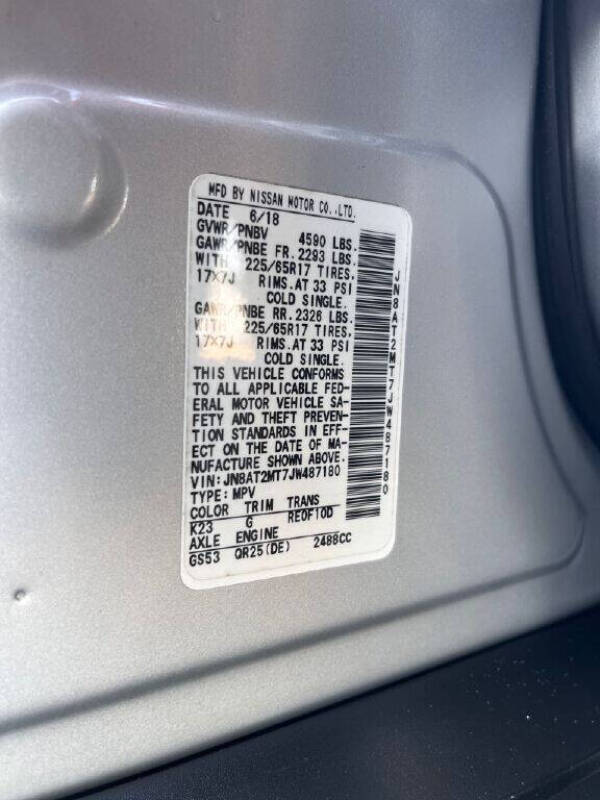 MFD BY NISSAN MOTOR CO.,LTD.
DATE 6/18
GVWR/PNBV 4590 LBS.
GAWR/PNBE FR. 2293 LBS.
WITH 225/65R17 TIRES,
17X7J RIMS.AT 33 PSI
COLD SINGLE.
GAWR/PNBE RR. 2326 LBS.
WITH 225/65R17 TIRES,
17X7J RIMS.AT 33 PSI
COLD SINGLE.
THIS VEHICLE CONFORMS
TO ALL APPLICABLE FED-
ERAL MOTOR VEHICLE SA-
FETY AND THEFT PREVEN-
TION STANDARDS IN EFF-
ECT ON THE DATE OF MA-
NUFACTURE SHOWN ABOVE.
VIN:JN8AT2MT7JW487180
TYPE:MPV
COLOR TRIM TRANS
K23 G RE0F10D
AXLE ENGINE
GS53 QR25(DE) 2488CC
JN8AT2MT7JW487180